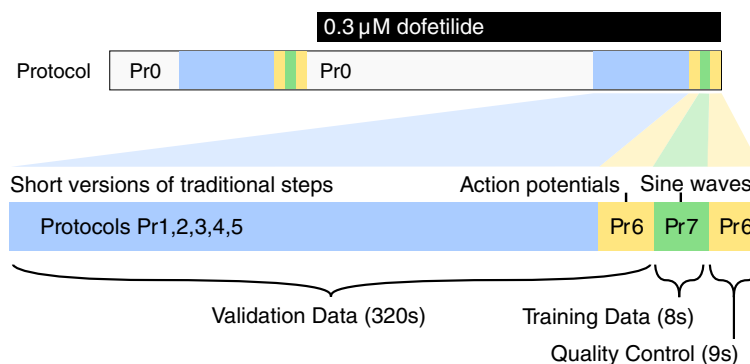 0.3 µM dofetilide
Protocol Pr0 Pr0
Short versions of traditional steps Action potentials Sine waves
Protocols Pr1,2,3,4,5 Pr6 Pr7 Pr6
Validation Data (320s) Training Data (8s)
Quality Control (9s)